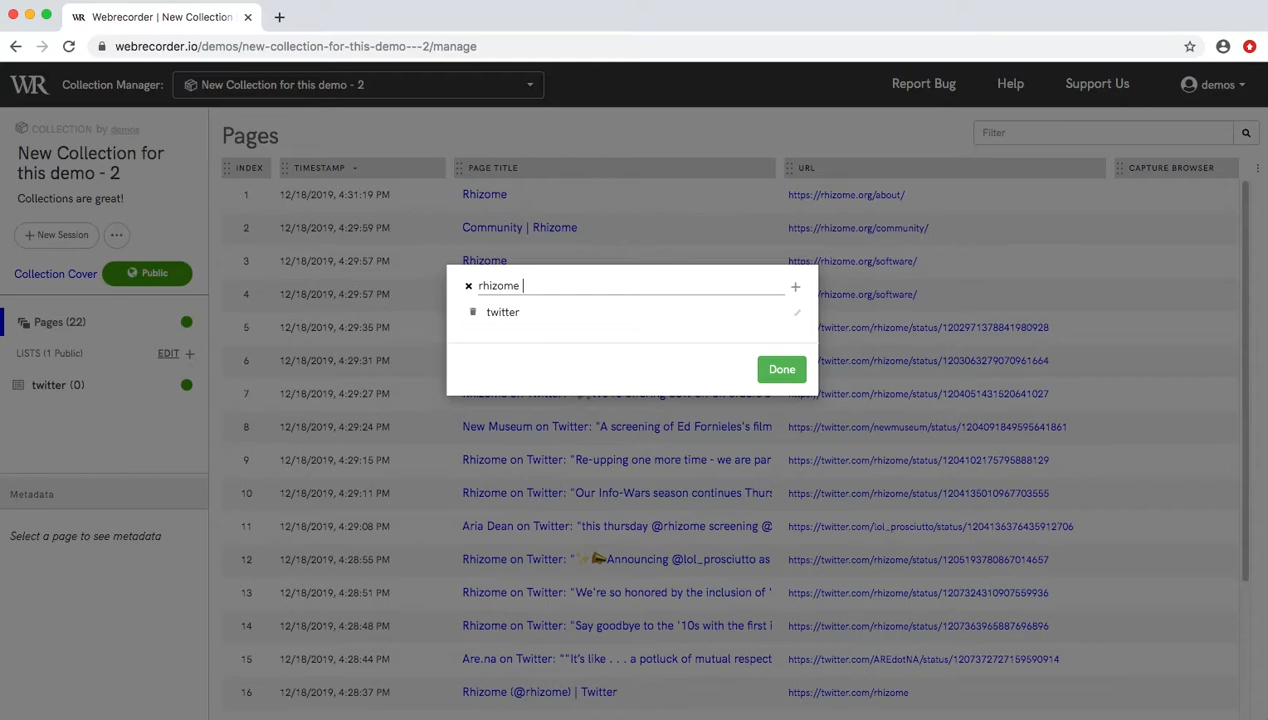 Webrecorder | New Collection
webrecorder.io/demos/new-collection-for-this-demo---2/manage
WR Collection Manager: New Collection for this demo - 2 Report Bug Help Support Us demos
COLLECTION by demos
New Collection for
this demo - 2
Collections are great!
+ New Session ...
Collection Cover Public
Pages (22)
LISTS (1 Public) EDIT +
twitter (0)
Metadata
Select a page to see metadata
Pages Filter
INDEX TIMESTAMP PAGE TITLE URL CAPTURE BROWSER
1 12/18/2019, 4:31:19 PM Rhizome https://rhizome.org/about/
2 12/18/2019, 4:29:59 PM Community | Rhizome https://rhizome.org/community/
3 12/18/2019, 4:29:57 PM Rhizome https://rhizome.org/software/
4 12/18/2019, 4:29:57 PM /rhizome.org/software/
5 12/18/2019, 4:29:35 PM /twitter.com/rhizome/status/1202971378841980928
6 12/18/2019, 4:29:31 PM /twitter.com/rhizome/status/1203063279070961664
7 12/18/2019, 4:29:27 PM /twitter.com/rhizome/status/1204051431520641027
8 12/18/2019, 4:29:24 PM New Museum on Twitter: "A screening of Ed Fornieles's film https://twitter.com/newmuseum/status/1204091849595641861
9 12/18/2019, 4:29:15 PM Rhizome on Twitter: "Re-upping one more time - we are par https://twitter.com/rhizome/status/1204102175795888129
10 12/18/2019, 4:29:11 PM Rhizome on Twitter: "Our Info-Wars season continues Thurs https://twitter.com/rhizome/status/1204135010967703555
11 12/18/2019, 4:29:08 PM Aria Dean on Twitter: "this thursday @rhizome screening @ https://twitter.com/lol_prosciutto/status/1204136376435912706
12 12/18/2019, 4:28:55 PM Rhizome on Twitter: "✨📣Announcing @lol_prosciutto as https://twitter.com/rhizome/status/1205193780867014657
13 12/18/2019, 4:28:51 PM Rhizome on Twitter: "We're so honored by the inclusion of ' https://twitter.com/rhizome/status/1207324310907559936
14 12/18/2019, 4:28:48 PM Rhizome on Twitter: "Say goodbye to the '10s with the first i https://twitter.com/rhizome/status/1207363965887696896
15 12/18/2019, 4:28:44 PM Are.na on Twitter: ""It's like . . . a potluck of mutual respect https://twitter.com/AREdotNA/status/1207372727159590914
16 12/18/2019, 4:28:37 PM Rhizome (@rhizome) | Twitter https://twitter.com/rhizome
rhizome
twitter
Done